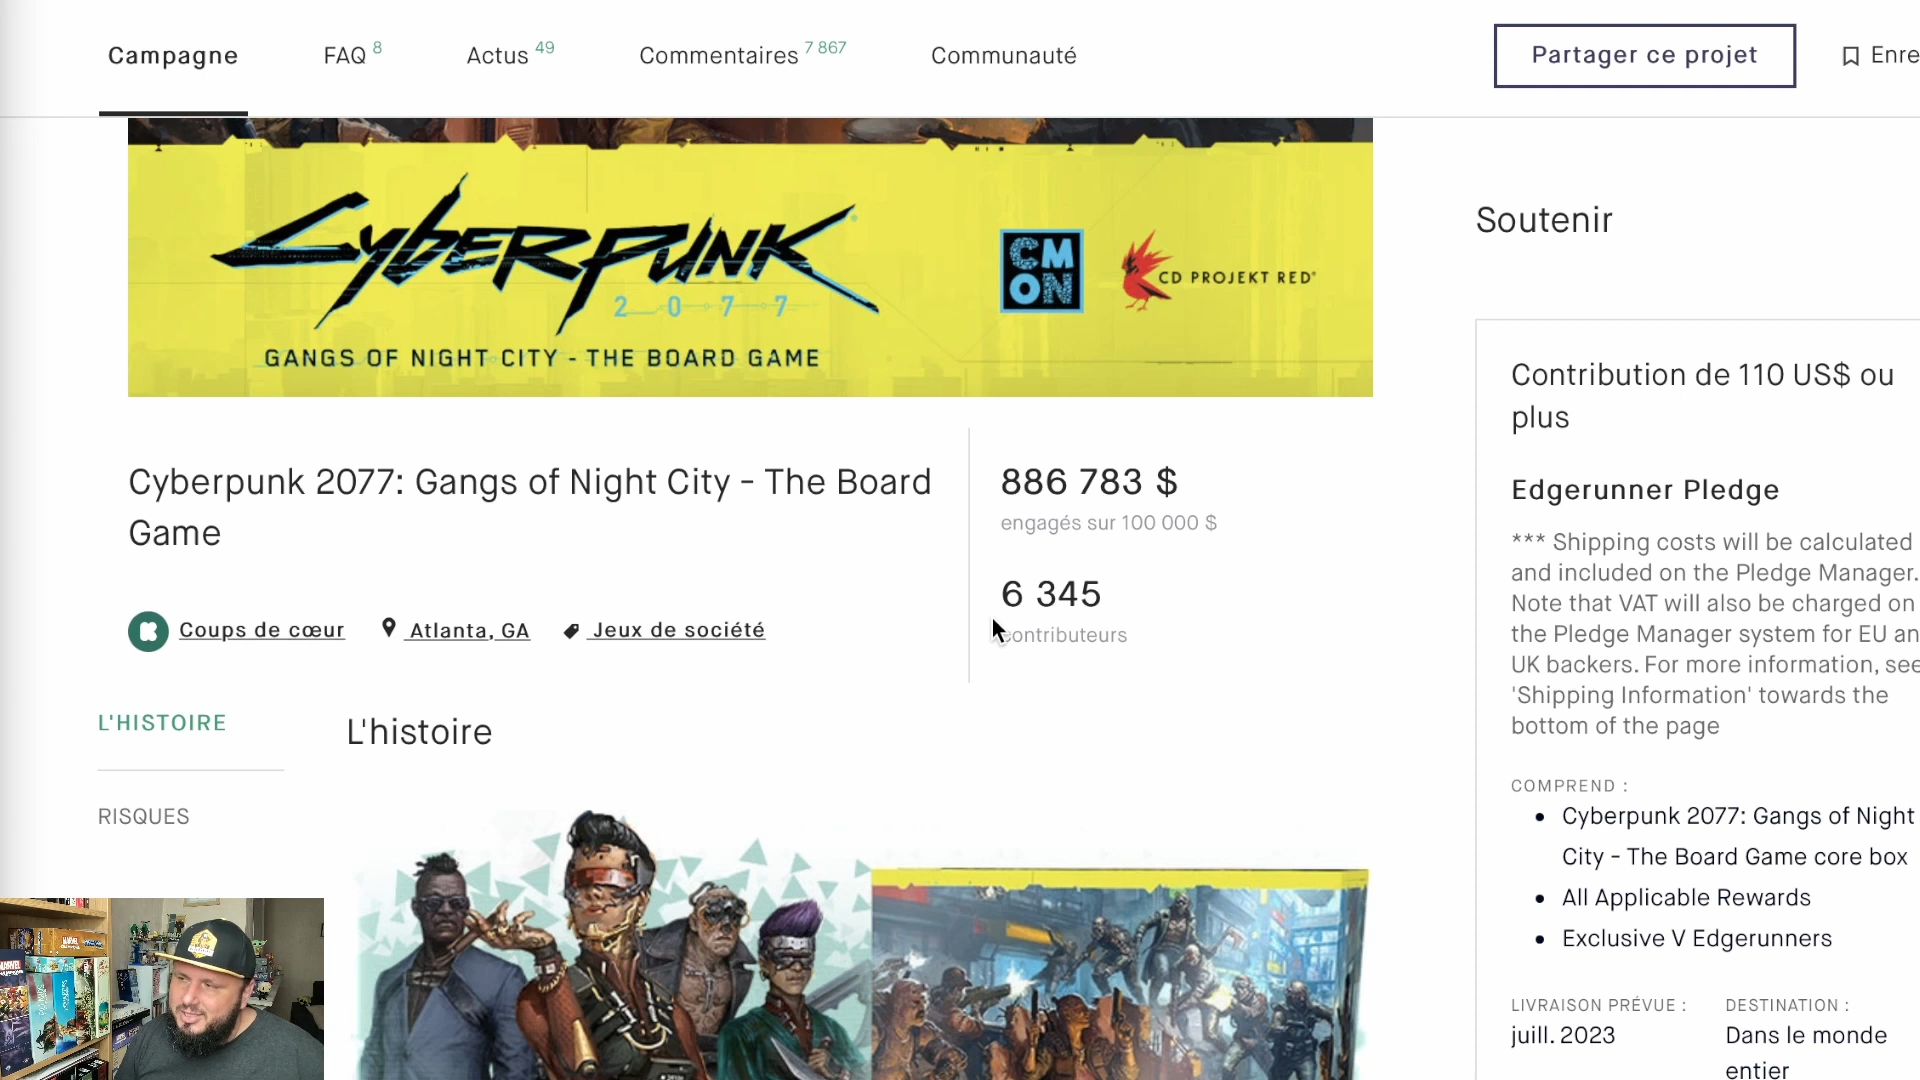 Campagne
FAQ 8
Actus 49
Commentaires 7 867
Communauté
Partager ce projet
Enre
CYBERPUNK
2077
GANGS OF NIGHT CITY - THE BOARD GAME
CMON
CD PROJEKT RED®
Cyberpunk 2077: Gangs of Night City - The Board
Game
Coups de cœur
Atlanta, GA
Jeux de société
886 783 $
engagés sur 100 000 $
6 345
contributeurs
L'HISTOIRE
RISQUES
L'histoire
Soutenir
Contribution de 110 US$ ou
plus
Edgerunner Pledge
*** Shipping costs will be calculated
and included on the Pledge Manager.
Note that VAT will also be charged on
the Pledge Manager system for EU an
UK backers. For more information, see
'Shipping Information' towards the
bottom of the page
COMPREND :
Cyberpunk 2077: Gangs of Night
City - The Board Game core box
All Applicable Rewards
Exclusive V Edgerunners
LIVRAISON PRÉVUE :
juill. 2023
DESTINATION :
Dans le monde
entier
MARVEL